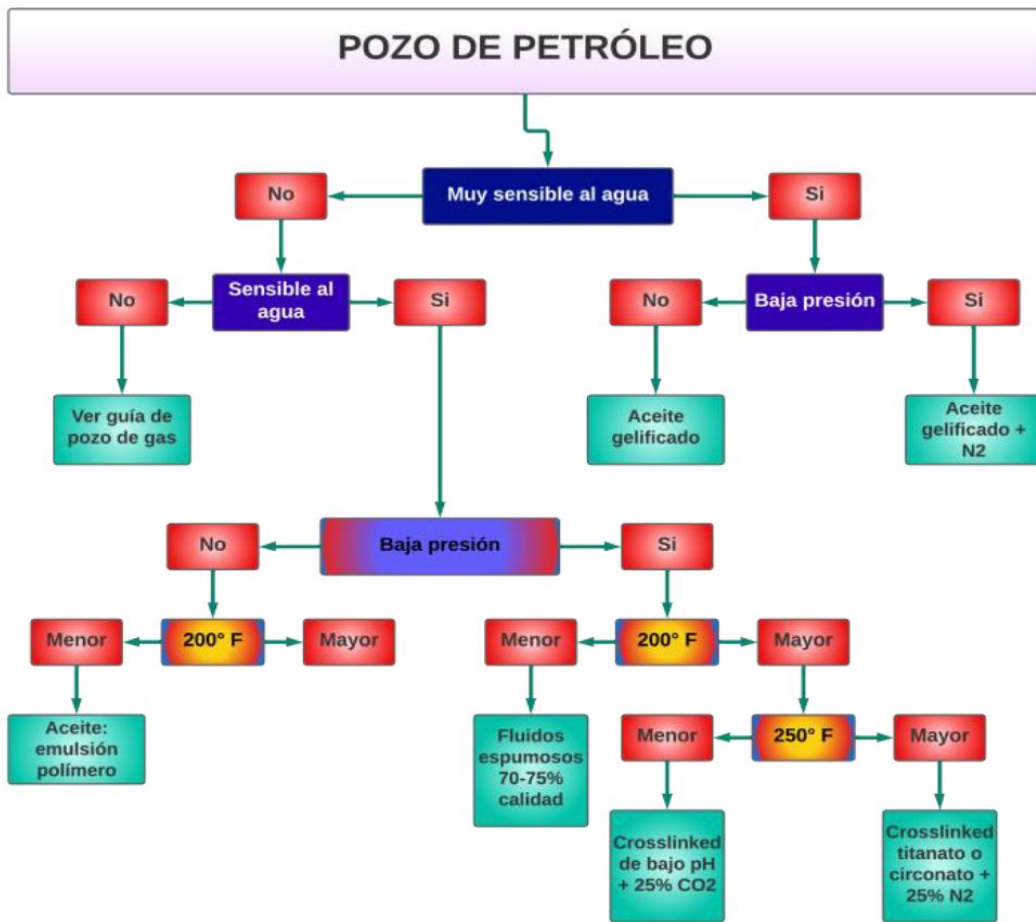 POZO DE PETRÓLEO
No
Muy sensible al agua
Si
No
Sensible al
agua
Si
No
Baja presión
Si
Ver guía de
pozo de gas
Aceite
gelificado
Aceite
gelificado +
N2
No
Baja presión
Si
Menor
200° F
Mayor
Menor
200° F
Mayor
Aceite:
emulsión
polímero
Fluidos
espumosos
70-75%
calidad
Menor
250° F
Mayor
Crosslinked
de bajo pH
+ 25% CO2
Crosslinked
titanato o
circonato +
25% N2